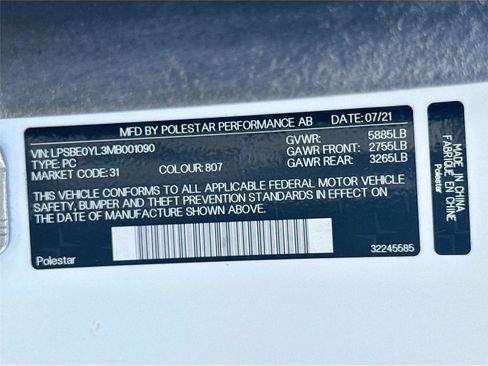 MFD. BY POLESTAR PERFORMANCE AB DATE: 07/21
VIN: LPSBE0YL3MB001090 GVWR: 5885LB
TYPE: PC GAWR FRONT: 2755LB
MARKET CODE: 31 COLOUR: 807 GAWR REAR: 3265LB
THIS VEHICLE CONFORMS TO ALL APPLICABLE FEDERAL MOTOR VEHICLE
SAFETY, BUMPER AND THEFT PREVENTION STANDARDS IN EFFECT ON
THE DATE OF MANUFACTURE SHOWN ABOVE.
Polestar 32245585
MADE IN CHINA
FABRIQUÉ EN CHINE
Polestar